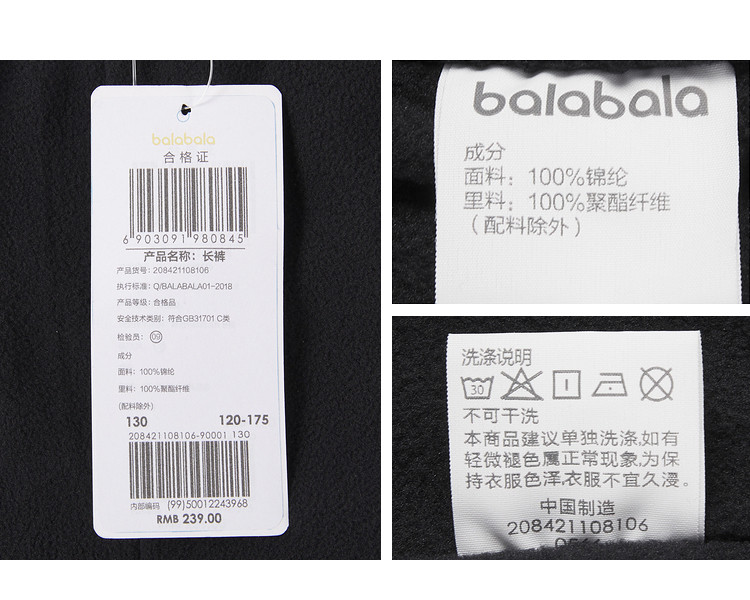 balabala
合格证
6 903091 980845
产品名称: 长裤
产品货号: 208421108106
执行标准: Q/BALABALA01-2018
产品等级: 合格品
安全技术类别: 符合GB31701 C类
检验员: 09
成分
面料: 100%锦纶
里料: 100%聚酯纤维
(配料除外)
130 120-175
208421108106-90001 130
内部编码 (99)50012243968
RMB 239.00
balabala
成分
面料: 100%锦纶
里料: 100%聚酯纤维
(配料除外)
洗涤说明
30
不可干洗
本商品建议单独洗涤,如有
轻微褪色属正常现象,为保
持衣服色泽,衣服不宜久浸。
中国制造
208421108106